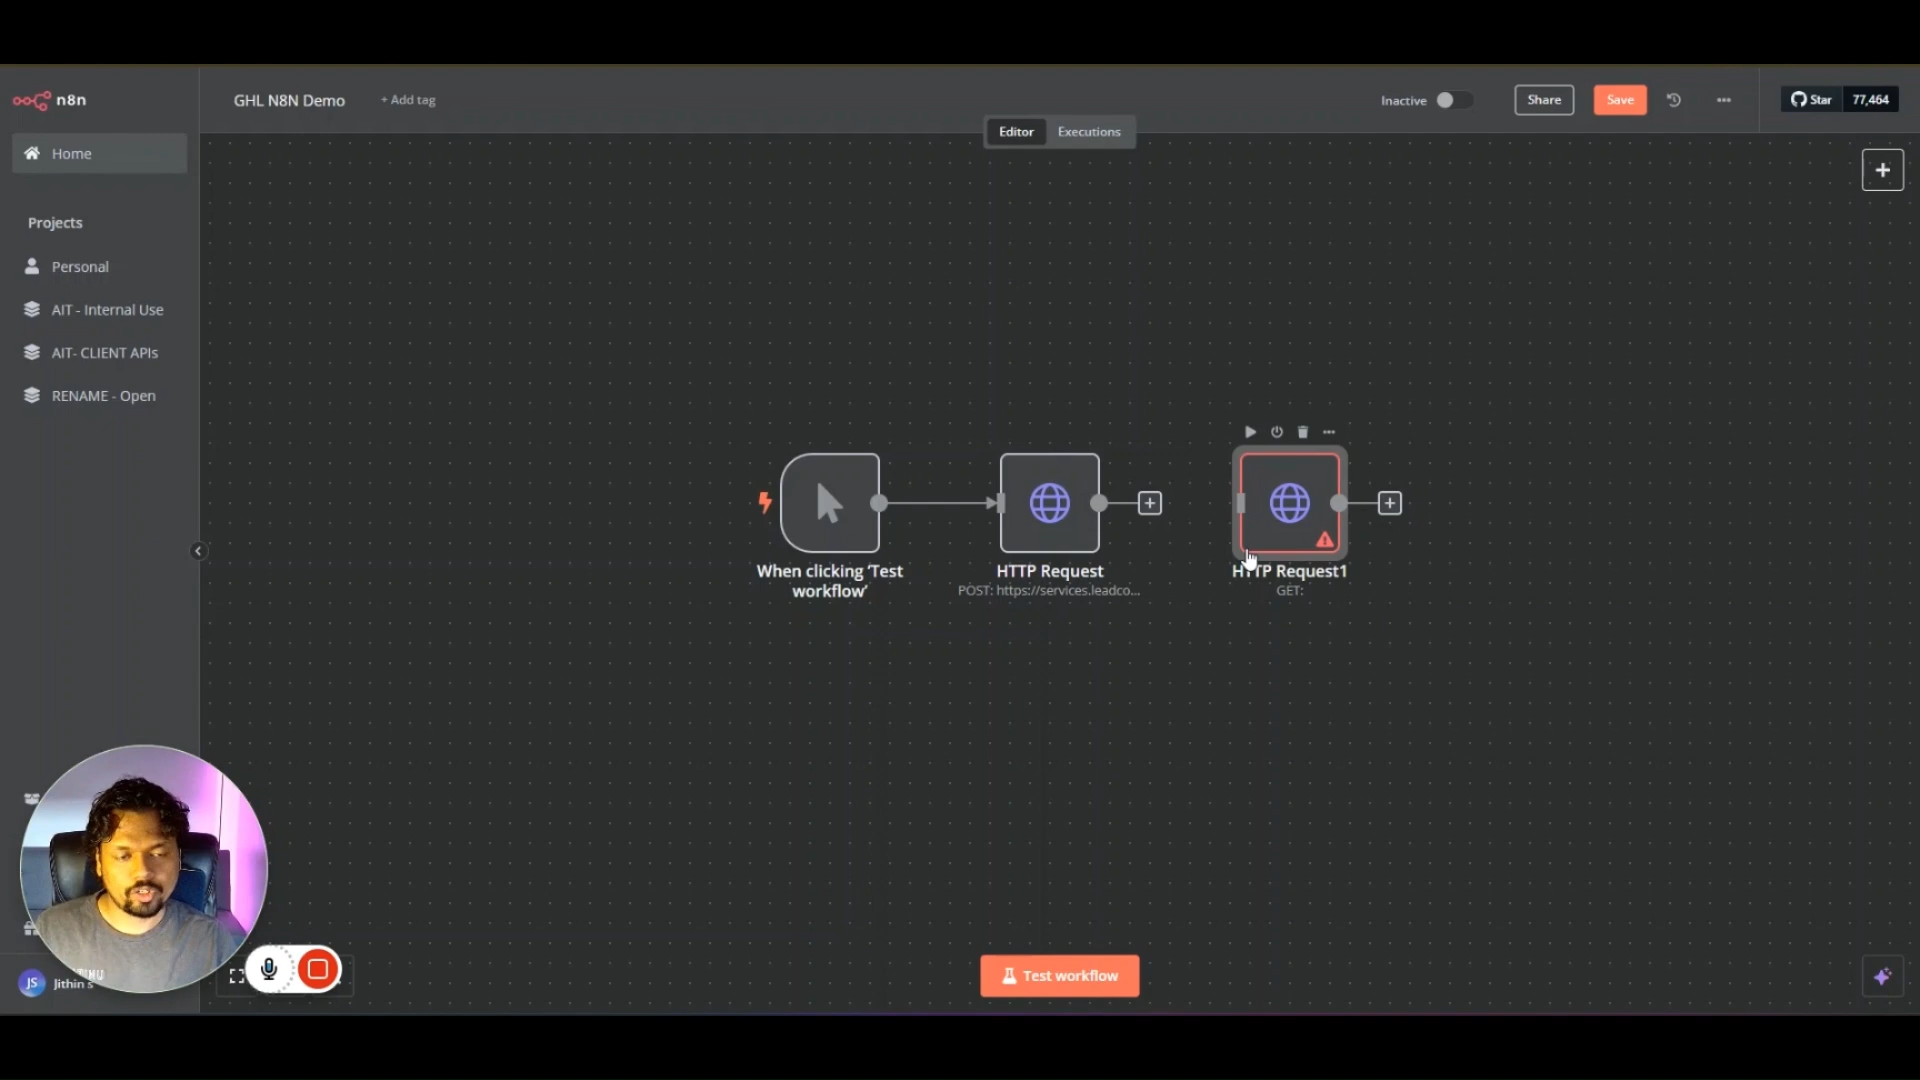 n8n
GHL N8N Demo
+ Add tag
Inactive
Share
Save
Star
77,464
Editor
Executions
Home
Projects
Personal
AIT - Internal Use
AIT- CLIENT APIs
RENAME - Open
When clicking ‘Test
workflow’
HTTP Request
POST: https://services.leadco...
HTTP Request1
GET:
Test workflow
JS
Jithin s